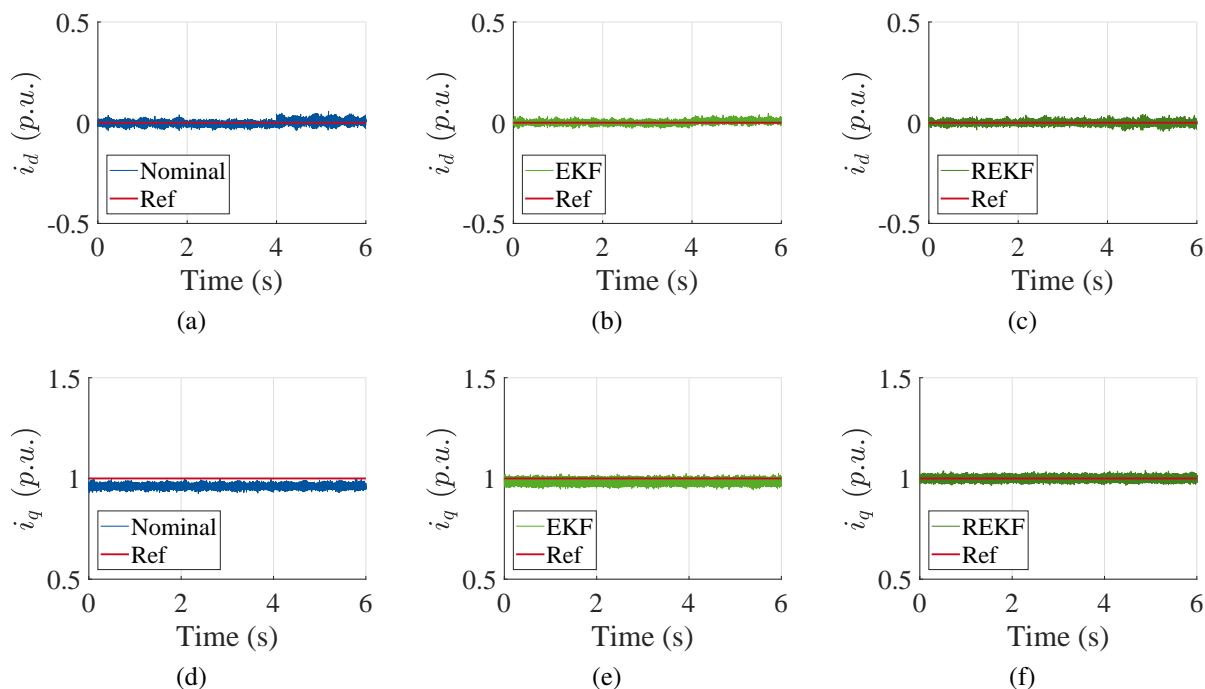 0.5
0
-0.5
i_d (p.u.)
Nominal
Ref
0 2 4 6
Time (s)
(a)
0.5
0
-0.5
i_d (p.u.)
EKF
Ref
0 2 4 6
Time (s)
(b)
0.5
0
-0.5
i_d (p.u.)
REKF
Ref
0 2 4 6
Time (s)
(c)
1.5
1
0.5
i_q (p.u.)
Nominal
Ref
0 2 4 6
Time (s)
(d)
1.5
1
0.5
i_q (p.u.)
EKF
Ref
0 2 4 6
Time (s)
(e)
1.5
1
0.5
i_q (p.u.)
REKF
Ref
0 2 4 6
Time (s)
(f)